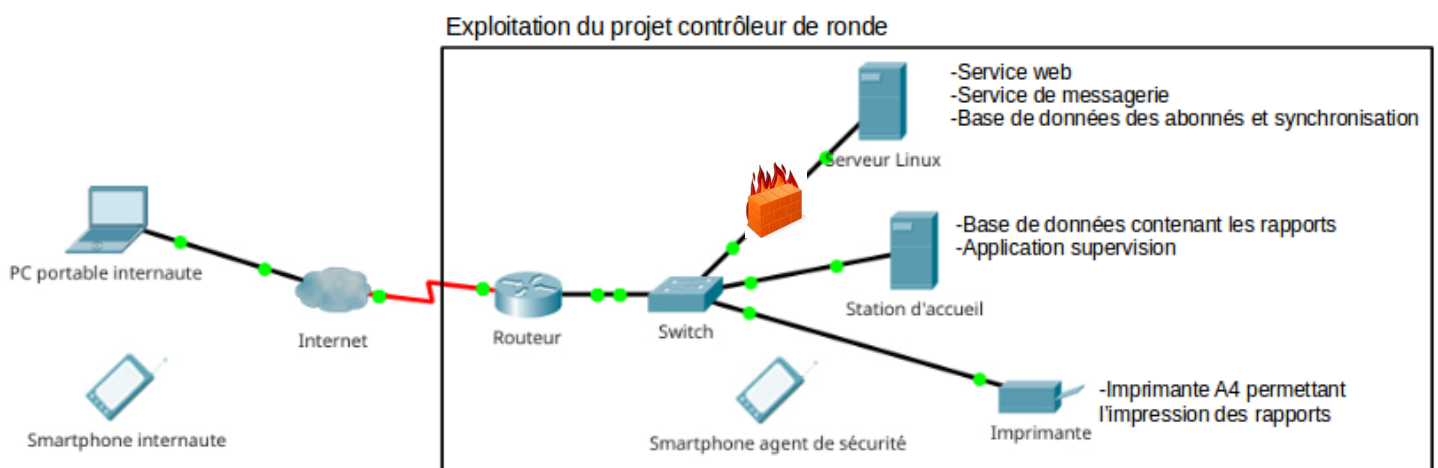 Exploitation du projet contrôleur de ronde
-Service web
-Service de messagerie
-Base de données des abonnés et synchronisation
Serveur Linux
-Base de données contenant les rapports
-Application supervision
PC portable internaute
Station d'accueil
Internet
Routeur
Switch
-Imprimante A4 permettant
l'impression des rapports
Smartphone internaute
Smartphone agent de sécurité
Imprimante